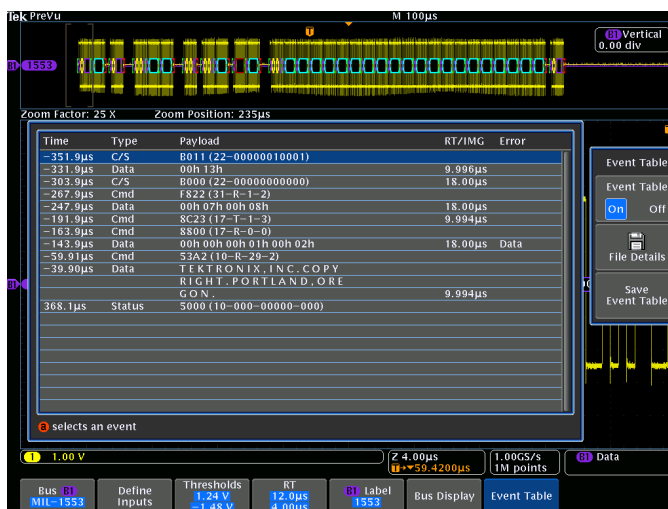 Tek PreVu M 100µs
T
B1 Vertical
0.00 div
B1 1553
Zoom Factor: 25 X Zoom Position: 235µs
Time Type Payload RT/IMG Error
-351.9µs C/S B011 (22-00000010001)
-331.9µs Data 00h 13h 9.996µs
-303.9µs C/S B000 (22-00000000000) 18.00µs
-267.9µs Cmd F822 (31-R-1-2)
-247.9µs Data 00h 07h 00h 08h 18.00µs
-191.9µs Cmd 8C23 (17-T-1-3) 9.994µs
-163.9µs Cmd 8800 (17-R-0-0)
-143.9µs Data 00h 00h 00h 01h 00h 02h 18.00µs Data
-59.91µs Cmd 53A2 (10-R-29-2)
-39.90µs Data T E K T R O N I X , I N C . C O P Y
R I G H T . P O R T L A N D , O R E
G O N . 9.994µs
368.1µs Status 5000 (10-000-00000-000)
a selects an event
Event Table
Event Table
On Off
File Details
Save
Event Table
B1
1 1.00 V
Z 4.00µs
T→▼59.4200µs
1.00GS/s
1M points
B1 Data
Bus B1
MIL-1553
Define
Inputs
Thresholds
1.24 V
-1.48 V
RT
12.0µs
4.00µs
B1 Label
1553
Bus Display
Event Table